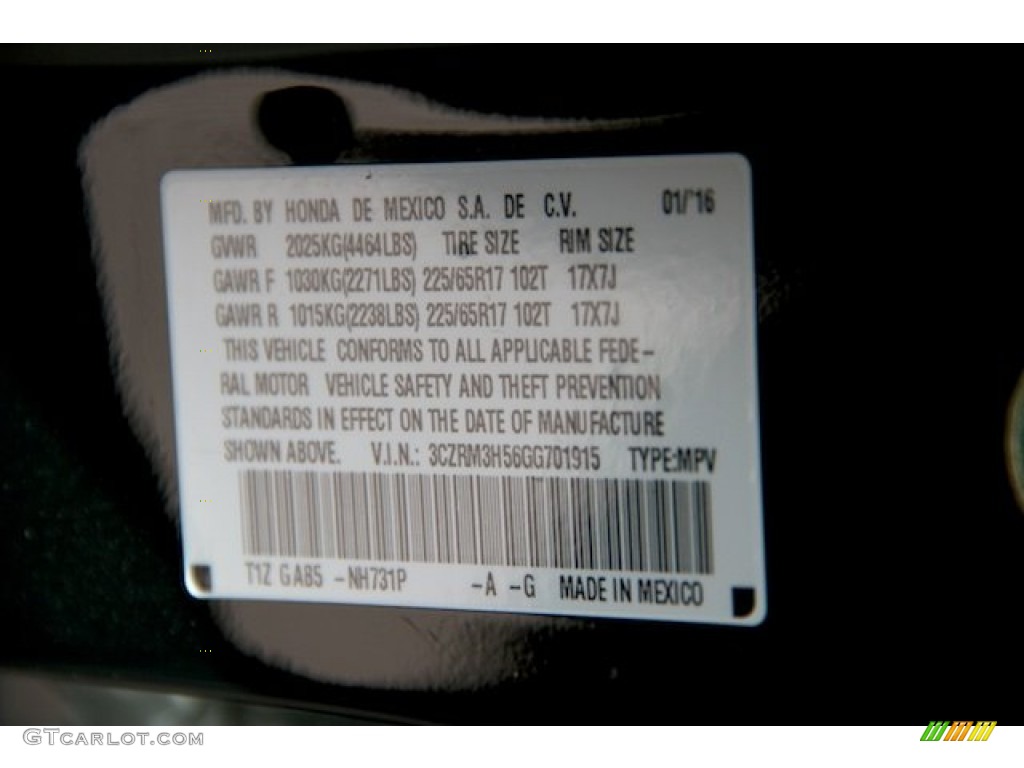 MFD. BY HONDA DE MEXICO S.A. DE C.V. 01/'16
GVWR 2025KG(4464LBS) TIRE SIZE RIM SIZE
GAWR F 1030KG(2271LBS) 225/65R17 102T 17X7J
GAWR R 1015KG(2238LBS) 225/65R17 102T 17X7J
THIS VEHICLE CONFORMS TO ALL APPLICABLE FEDE-
RAL MOTOR VEHICLE SAFETY AND THEFT PREVENTION
STANDARDS IN EFFECT ON THE DATE OF MANUFACTURE
SHOWN ABOVE. V.I.N.: 3CZRM3H56GG701915 TYPE:MPV
T1Z GA85 -NH731P -A -G MADE IN MEXICO
GTCARLOT.COM